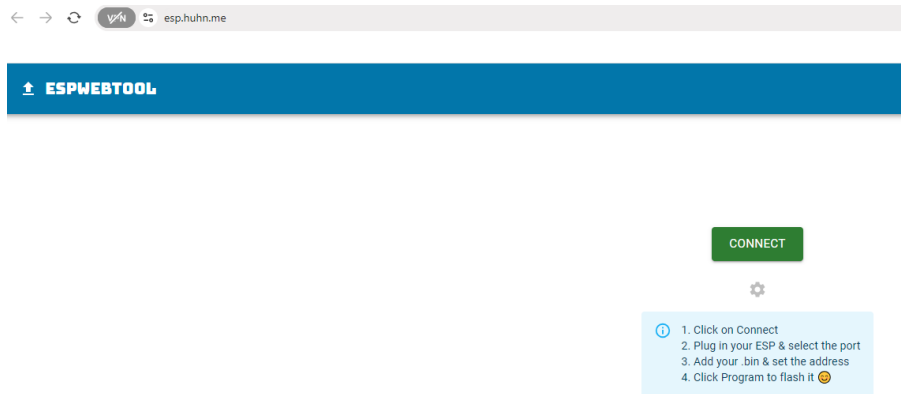 VPN esp.huhn.me
ESPWEBTOOL
CONNECT
1. Click on Connect
2. Plug in your ESP & select the port
3. Add your .bin & set the address
4. Click Program to flash it 😊